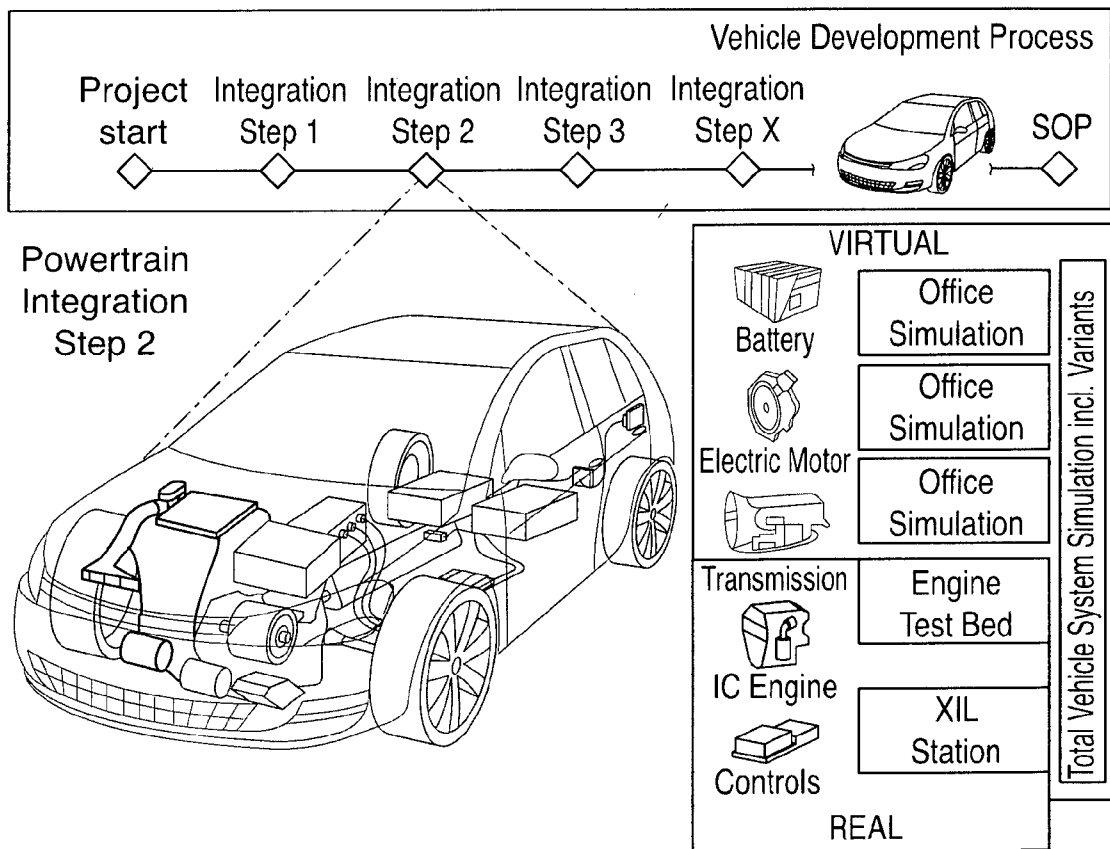 Vehicle Development Process
Project
start
Integration
Step 1
Integration
Step 2
Integration
Step 3
Integration
Step X
SOP
Powertrain
Integration
Step 2
VIRTUAL
Battery
Office
Simulation
Electric Motor
Office
Simulation
Office
Simulation
Transmission
Engine
Test Bed
IC Engine
XIL
Station
Controls
REAL
Total Vehicle System Simulation incl. Variants